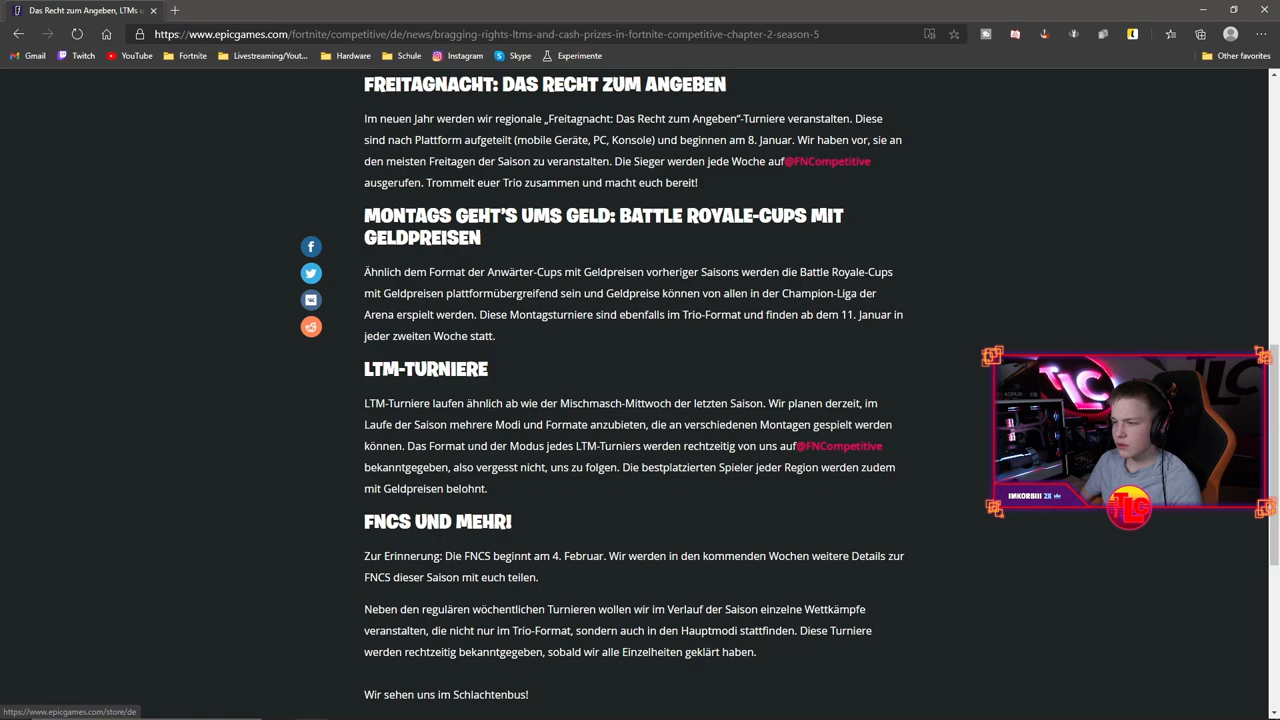 Das Recht zum Angeben, LTMs u
https://www.epicgames.com/fortnite/competitive/de/news/bragging-rights-ltms-and-cash-prizes-in-fortnite-competitive-chapter-2-season-5
Gmail
Twitch
YouTube
Fortnite
Livestreaming/Yout...
Hardware
Schule
Instagram
Skype
Experimente
Other favorites
FREITAGNACHT: DAS RECHT ZUM ANGEBEN
Im neuen Jahr werden wir regionale „Freitagnacht: Das Recht zum Angeben“-Turniere veranstalten. Diese
sind nach Plattform aufgeteilt (mobile Geräte, PC, Konsole) und beginnen am 8. Januar. Wir haben vor, sie an
den meisten Freitagen der Saison zu veranstalten. Die Sieger werden jede Woche auf@FNCompetitive
ausgerufen. Trommelt euer Trio zusammen und macht euch bereit!
MONTAGS GEHT'S UMS GELD: BATTLE ROYALE-CUPS MIT
GELDPREISEN
Ähnlich dem Format der Anwärter-Cups mit Geldpreisen vorheriger Saisons werden die Battle Royale-Cups
mit Geldpreisen plattformübergreifend sein und Geldpreise können von allen in der Champion-Liga der
Arena erspielt werden. Diese Montagsturniere sind ebenfalls im Trio-Format und finden ab dem 11. Januar in
jeder zweiten Woche statt.
LTM-TURNIERE
LTM-Turniere laufen ähnlich ab wie der Mischmasch-Mittwoch der letzten Saison. Wir planen derzeit, im
Laufe der Saison mehrere Modi und Formate anzubieten, die an verschiedenen Montagen gespielt werden
können. Das Format und der Modus jedes LTM-Turniers werden rechtzeitig von uns auf@FNCompetitive
bekanntgegeben, also vergesst nicht, uns zu folgen. Die bestplatzierten Spieler jeder Region werden zudem
mit Geldpreisen belohnt.
FNCS UND MEHR!
Zur Erinnerung: Die FNCS beginnt am 4. Februar. Wir werden in den kommenden Wochen weitere Details zur
FNCS dieser Saison mit euch teilen.
Neben den regulären wöchentlichen Turnieren wollen wir im Verlauf der Saison einzelne Wettkämpfe
veranstalten, die nicht nur im Trio-Format, sondern auch in den Hauptmodi stattfinden. Diese Turniere
werden rechtzeitig bekanntgegeben, sobald wir alle Einzelheiten geklärt haben.
Wir sehen uns im Schlachtenbus!
TLC
IMKORBIII 2X
TLC
https://www.epicgames.com/store/de